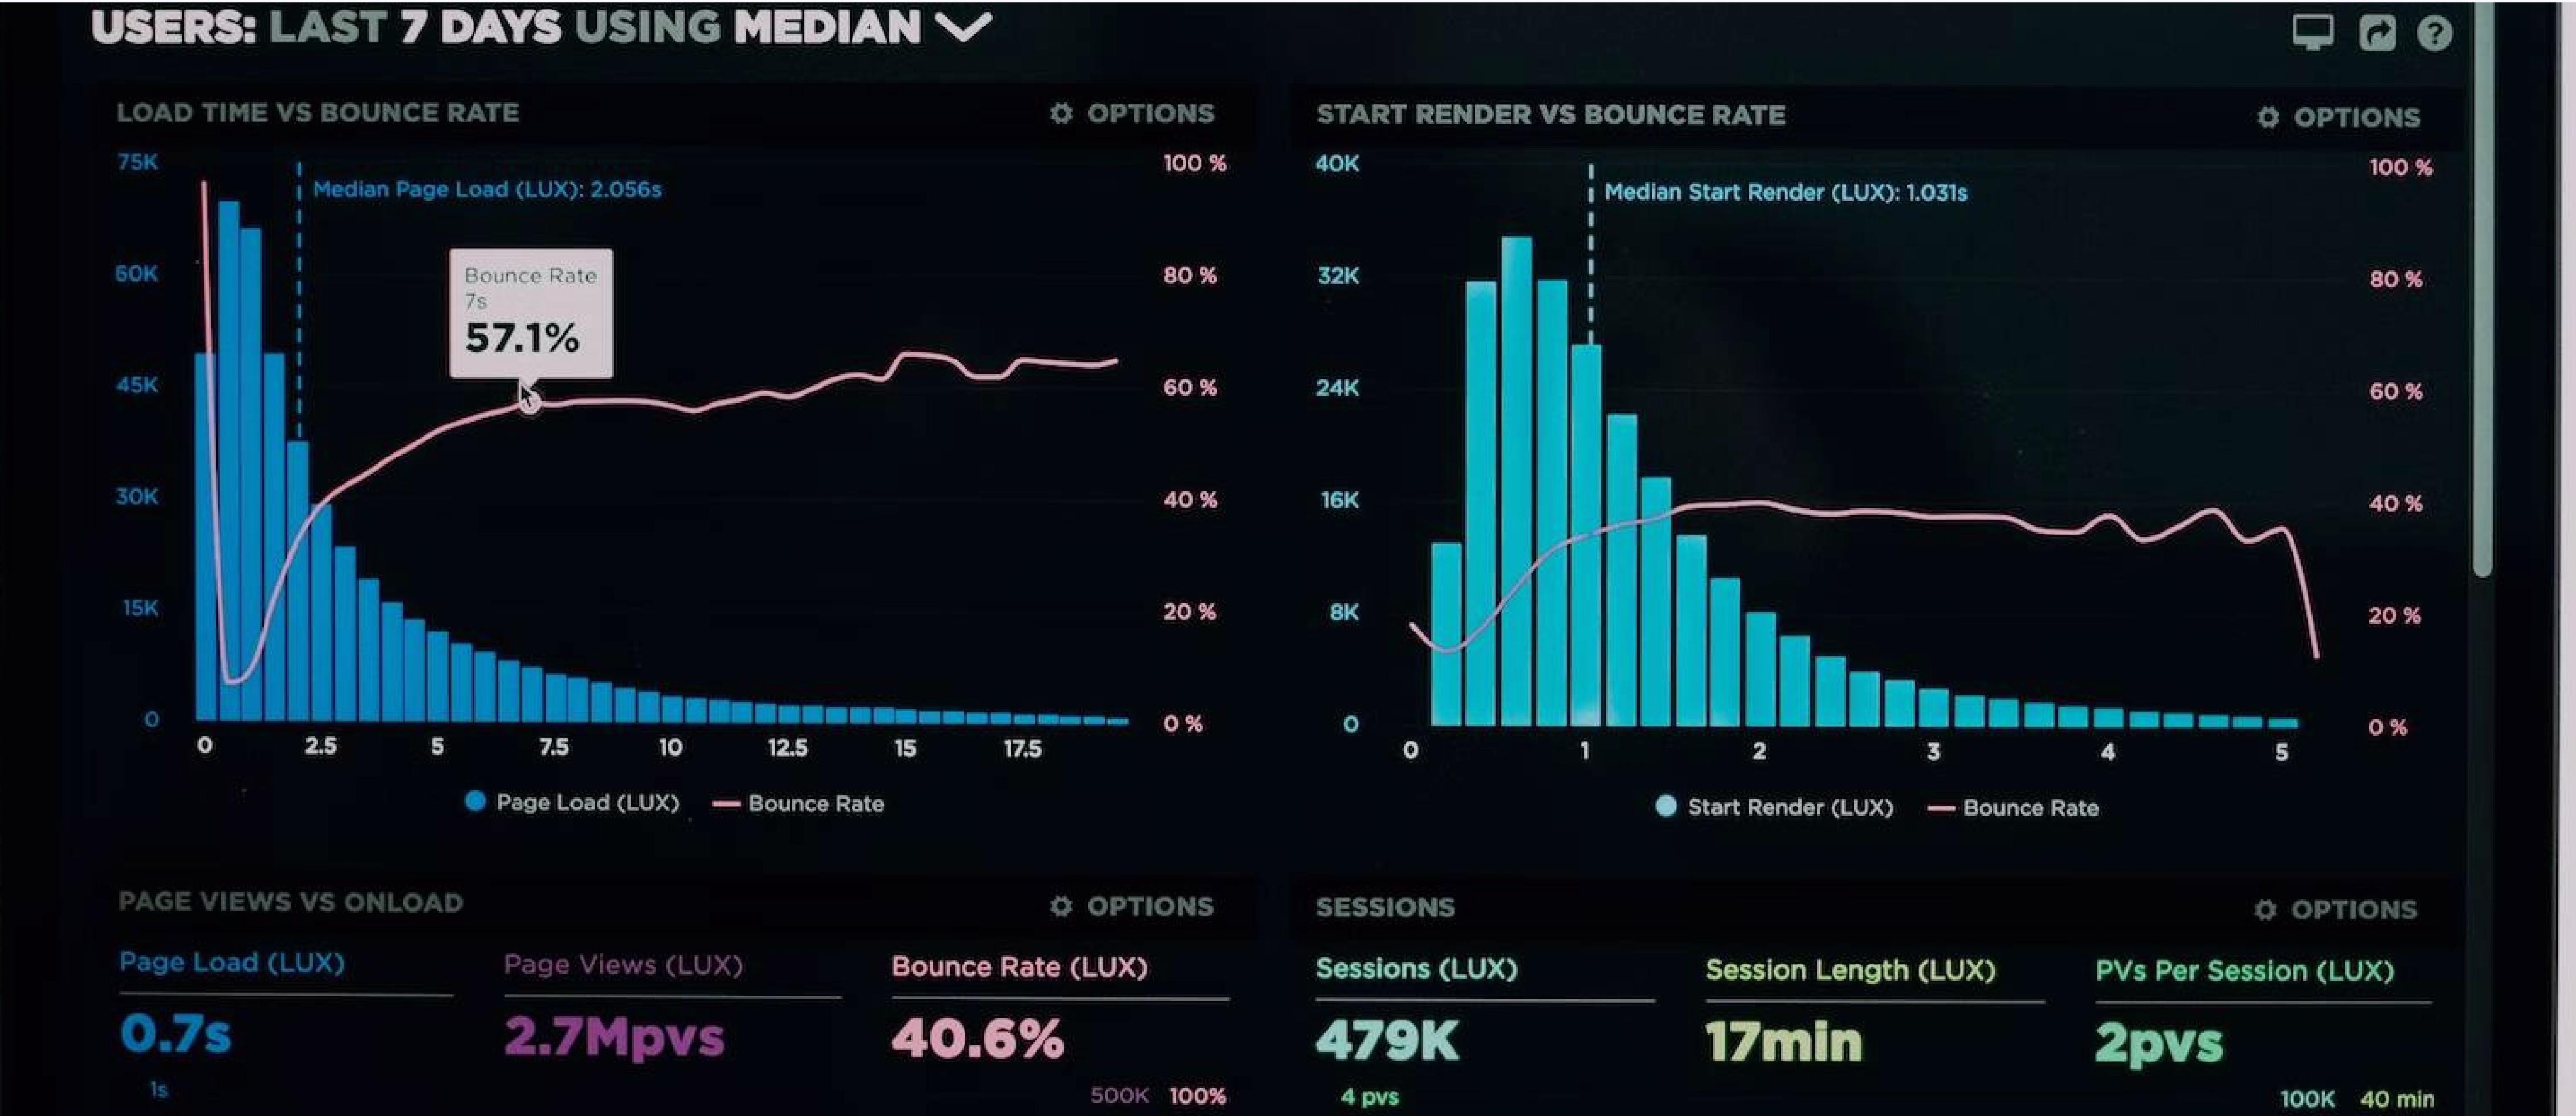 USERS: LAST 7 DAYS USING MEDIAN
LOAD TIME VS BOUNCE RATE
OPTIONS
75K
100 %
Median Page Load (LUX): 2.056s
60K
80 %
Bounce Rate
7s
57.1%
45K
60 %
30K
40 %
15K
20 %
0
0 %
0 2.5 5 7.5 10 12.5 15 17.5
Page Load (LUX) Bounce Rate
START RENDER VS BOUNCE RATE
OPTIONS
40K
100 %
Median Start Render (LUX): 1.031s
32K
80 %
24K
60 %
16K
40 %
8K
20 %
0
0 %
0 1 2 3 4 5
Start Render (LUX) Bounce Rate
PAGE VIEWS VS ONLOAD
OPTIONS
Page Load (LUX) Page Views (LUX) Bounce Rate (LUX)
0.7s 2.7Mpvs 40.6%
1s 500K 100%
SESSIONS
OPTIONS
Sessions (LUX) Session Length (LUX) PVs Per Session (LUX)
479K 17min 2pvs
4 pvs 100K 40 min